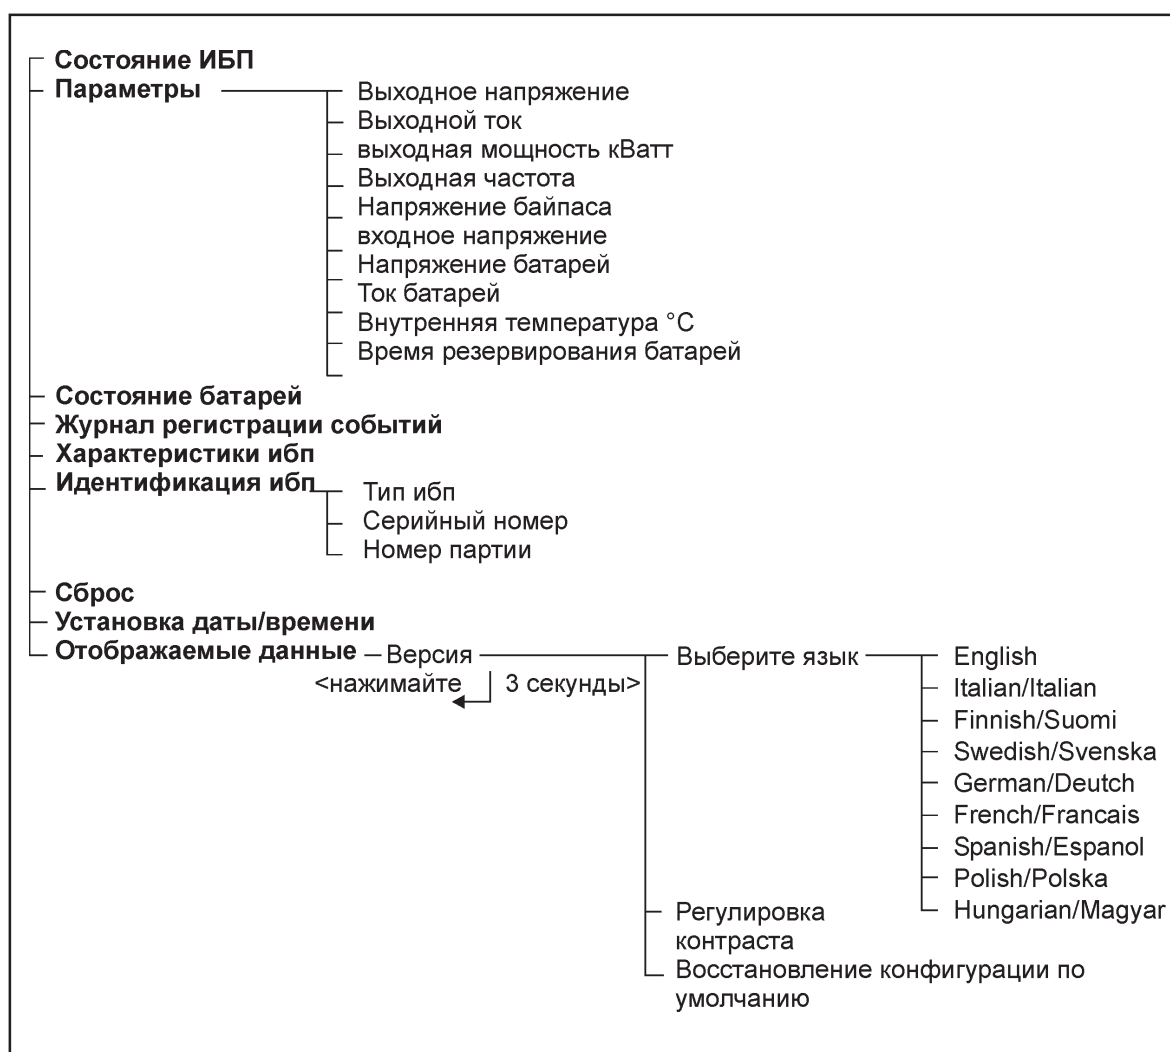 Состояние ИБП
Параметры
Выходное напряжение
Выходной ток
выходная мощность кВатт
Выходная частота
Напряжение байпаса
входное напряжение
Напряжение батарей
Ток батарей
Внутренняя температура °C
Время резервирования батарей
Состояние батарей
Журнал регистрации событий
Характеристики ибп
Идентификация ибп
Тип ибп
Серийный номер
Номер партии
Сброс
Установка даты/времени
Отображаемые данные
Версия
<нажимайте 3 секунды>
Выберите язык
English
Italian/Italian
Finnish/Suomi
Swedish/Svenska
German/Deutch
French/Francais
Spanish/Espanol
Polish/Polska
Hungarian/Magyar
Регулировка
контраста
Восстановление конфигурации по
умолчанию